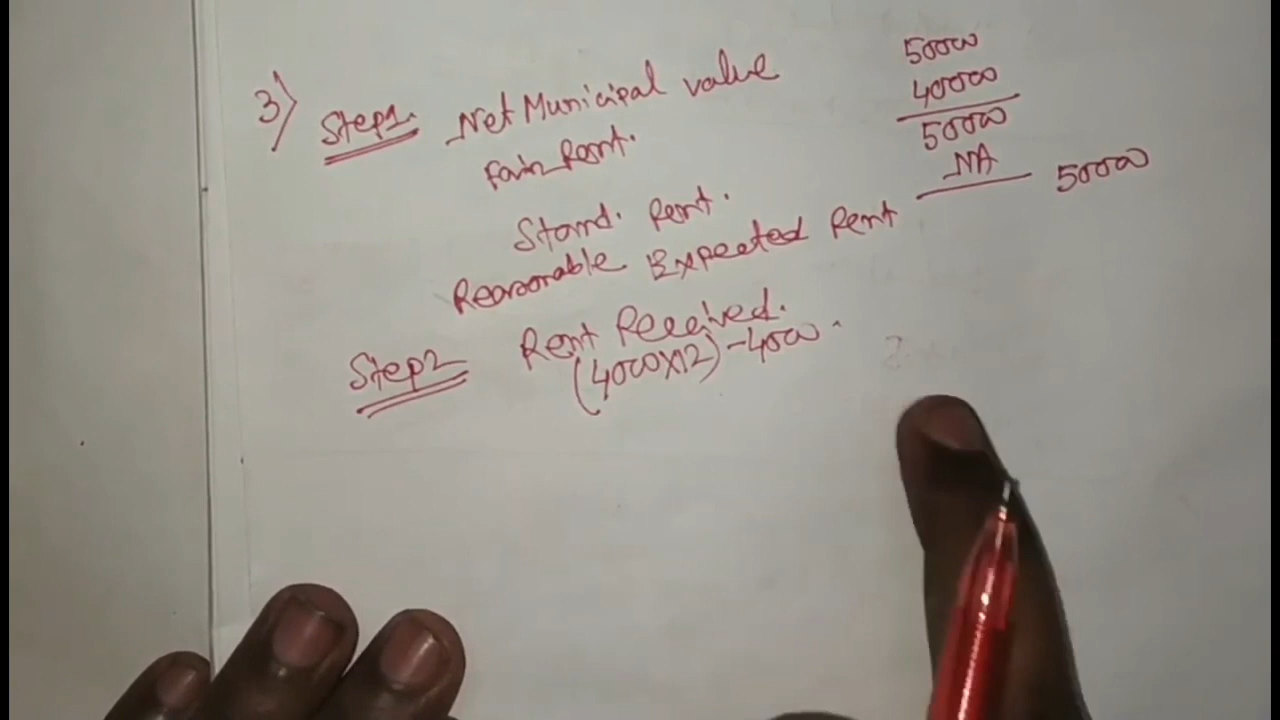 3) Step1. Net Municipal value 50000
Fair Rent. 40000
50000
Stand. Rent. NA
Reasonable Expected Rent 50000
Step2 Rent Received.
(4000x12) - 4000.